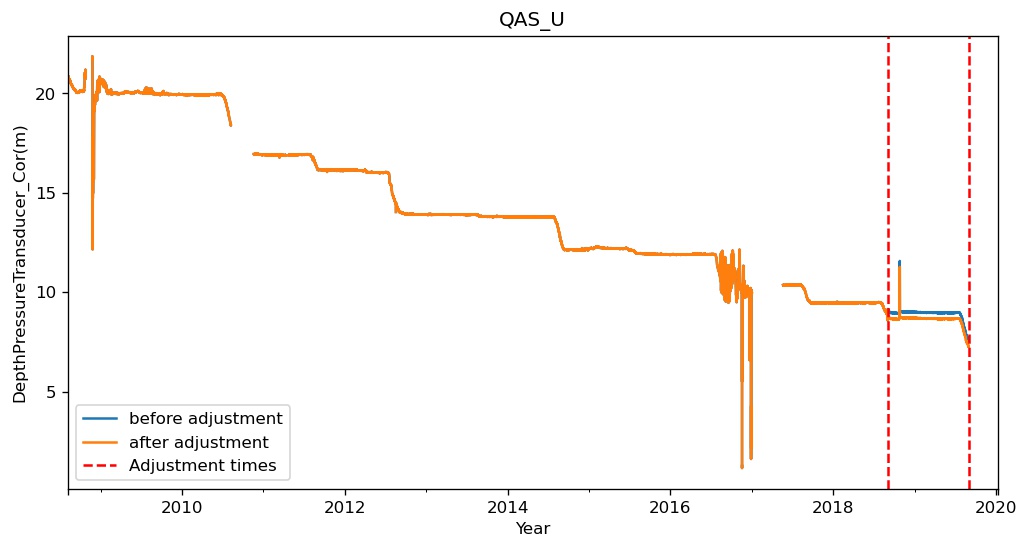 QAS_U
DepthPressureTransducer_Cor(m)
20
15
10
5
before adjustment
after adjustment
Adjustment times
2010
2012
2014
2016
2018
2020
Year